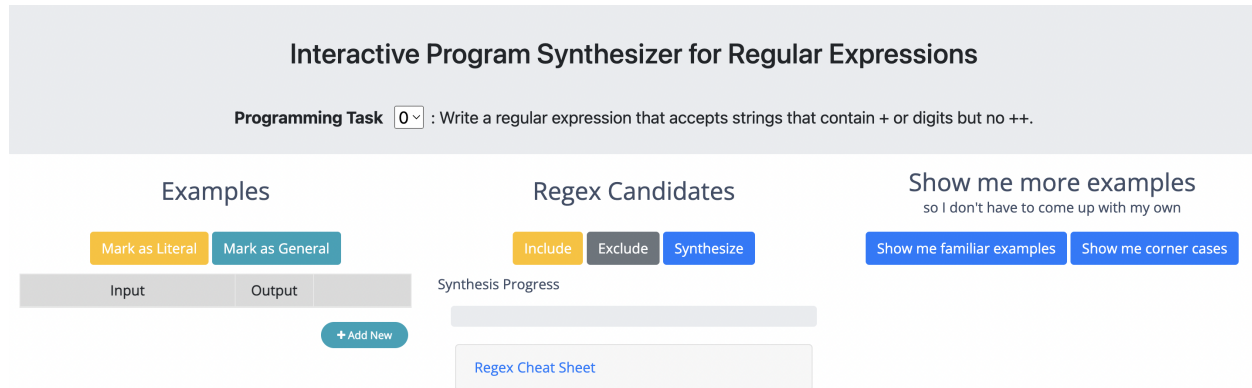 Interactive Program Synthesizer for Regular Expressions
Programming Task 0 : Write a regular expression that accepts strings that contain + or digits but no ++.
Examples
Mark as Literal Mark as General
Input Output
+ Add New
Regex Candidates
Include Exclude Synthesize
Synthesis Progress
Regex Cheat Sheet
Show me more examples
so I don't have to come up with my own
Show me familiar examples Show me corner cases